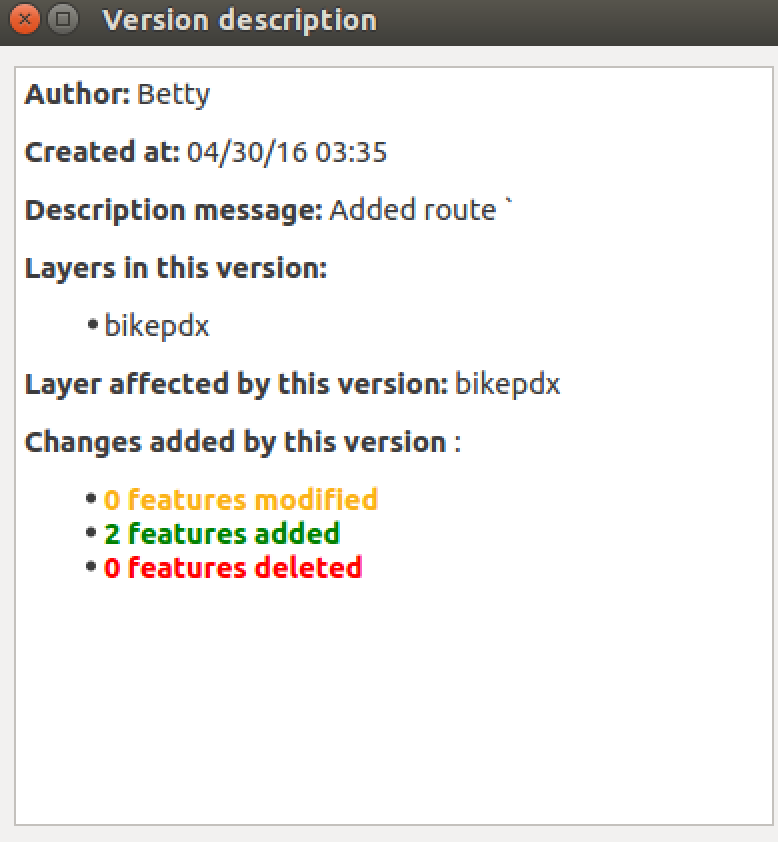 Version description
Author: Betty
Created at: 04/30/16 03:35
Description message: Added route `
Layers in this version:
• bikepdx
Layer affected by this version: bikepdx
Changes added by this version :
• 0 features modified
• 2 features added
• 0 features deleted